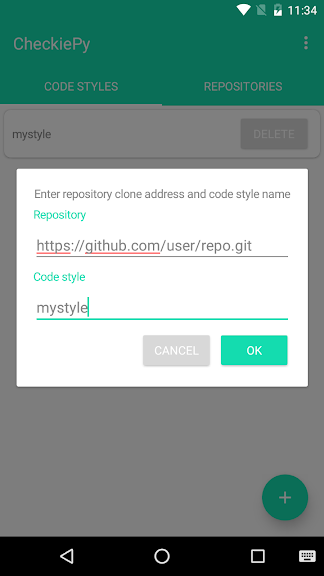 11:34
CheckiePy
CODE STYLES
REPOSITORIES
mystyle
DELETE
Enter repository clone address and code style name
Repository
https://github.com/user/repo.git
Code style
mystyle
CANCEL
OK
+